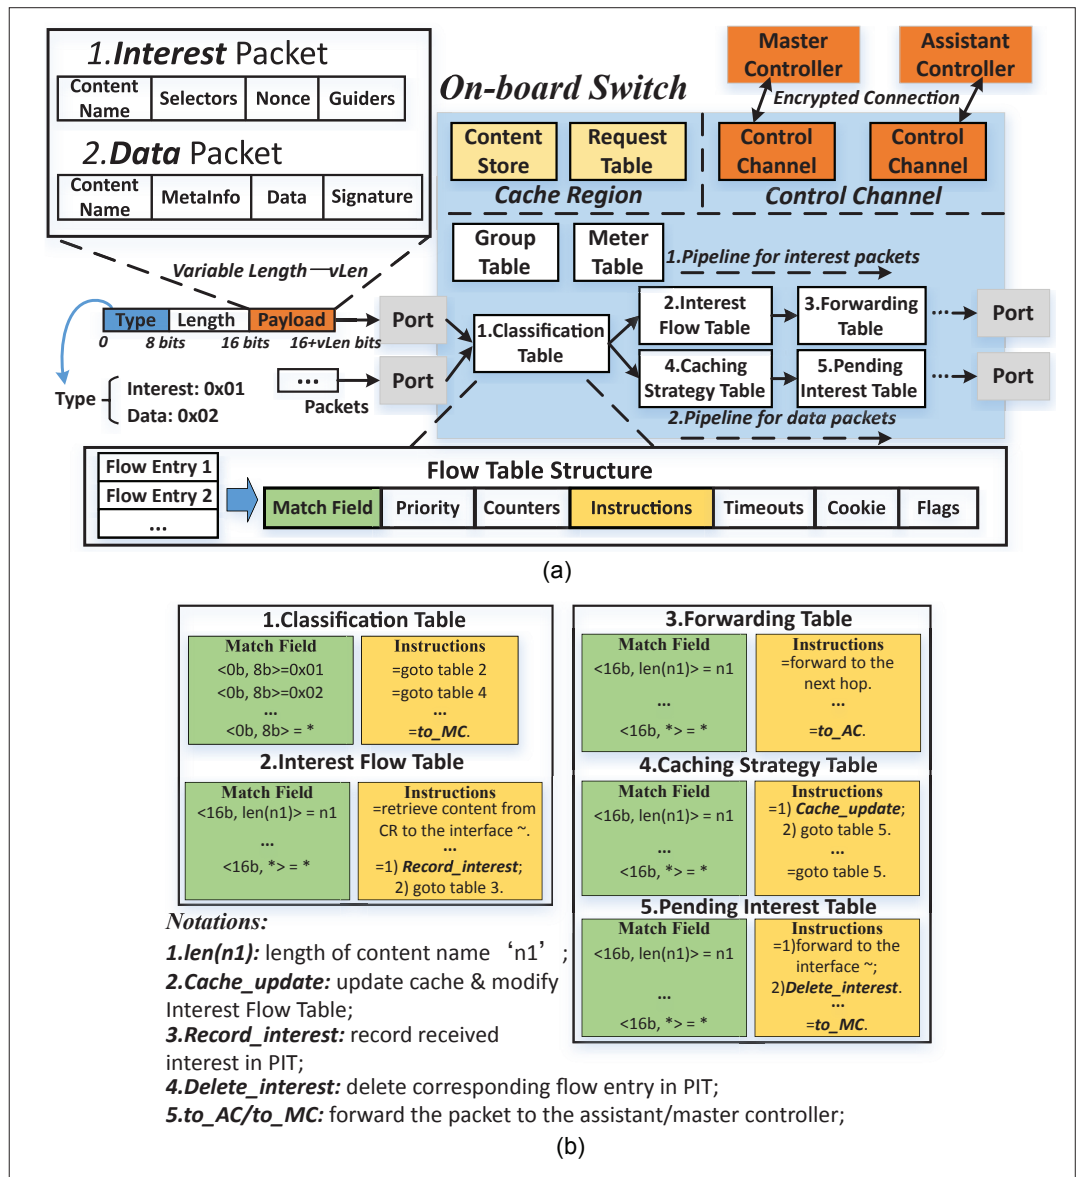 1.Interest Packet
Content Name
Selectors
Nonce
Guiders
2.Data Packet
Content Name
MetaInfo
Data
Signature
On-board Switch
Master Controller
Assistant Controller
Encrypted Connection
Content Store
Request Table
Cache Region
Control Channel
Control Channel
Control Channel
Group Table
Meter Table
1.Pipeline for interest packets
Variable Length—vLen
Type
Length
Payload
0
8 bits
16 bits
16+vLen bits
Type
Interest: 0x01
Data: 0x02
...
Packets
Port
Port
1.Classification Table
2.Interest Flow Table
3.Forwarding Table
...
Port
4.Caching Strategy Table
5.Pending Interest Table
...
Port
2.Pipeline for data packets
Flow Entry 1
Flow Entry 2
...
Flow Table Structure
Match Field
Priority
Counters
Instructions
Timeouts
Cookie
Flags
(a)
1.Classification Table
Match Field
<0b, 8b>=0x01
<0b, 8b>=0x02
...
<0b, 8b> = *
Instructions
=goto table 2
=goto table 4
...
=to_MC.
2.Interest Flow Table
Match Field
<16b, len(n1)> = n1
...
<16b, *> = *
Instructions
=retrieve content from
CR to the interface ~.
...
=1) Record_interest;
2) goto table 3.
3.Forwarding Table
Match Field
<16b, len(n1)> = n1
...
<16b, *> = *
Instructions
=forward to the
next hop.
...
=to_AC.
4.Caching Strategy Table
Match Field
<16b, len(n1)> = n1
...
<16b, *> = *
Instructions
=1) Cache_update;
2) goto table 5.
...
=goto table 5.
5.Pending Interest Table
Match Field
<16b, len(n1)> = n1
...
<16b, *> = *
Instructions
=1)forward to the
interface ~;
2)Delete_interest.
...
=to_MC.
Notations:
1.len(n1): length of content name ‘n1’ ;
2.Cache_update: update cache & modify
Interest Flow Table;
3.Record_interest: record received
interest in PIT;
4.Delete_interest: delete corresponding flow entry in PIT;
5.to_AC/to_MC: forward the packet to the assistant/master controller;
(b)